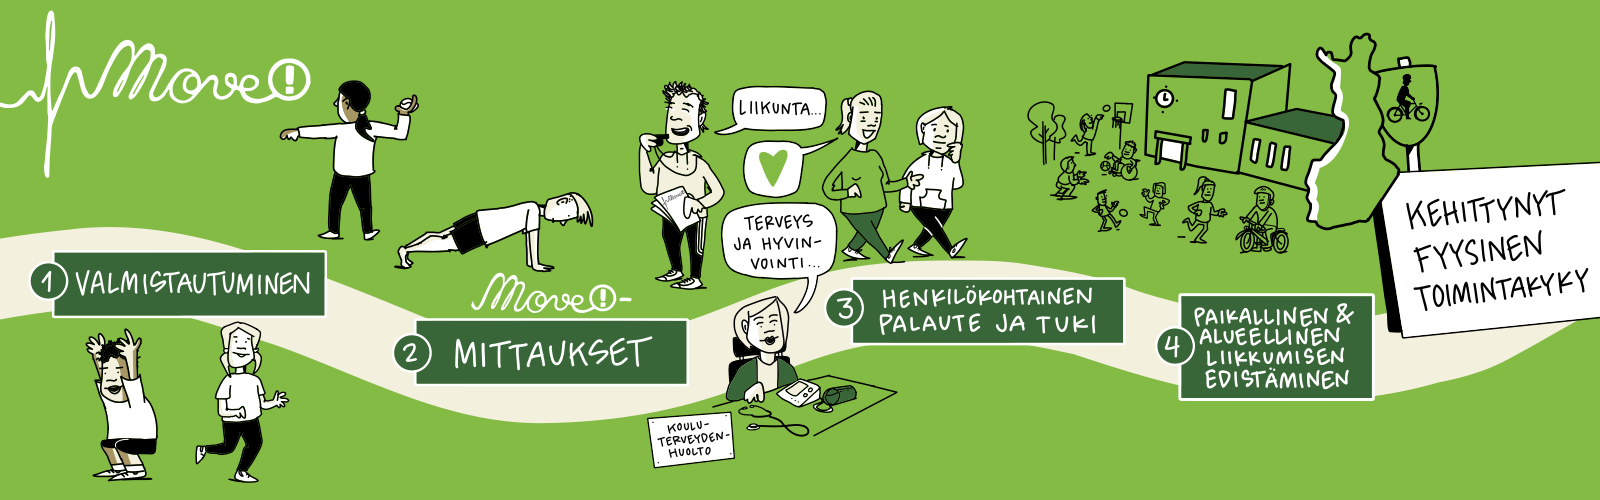 Move!
1 VALMISTAUTUMINEN
Move!-
2 MITTAUKSET
LIIKUNTA...
TERVEYS
JA HYVIN-
VOINTI...
KOULU-
TERVEYDEN-
HUOLTO
3 HENKILÖKOHTAINEN
PALAUTE JA TUKI
4 PAIKALLINEN &
ALUEELLINEN
LIIKKUMISEN
EDISTÄMINEN
KEHITTYNYT
FYYSINEN
TOIMINTAKYKY